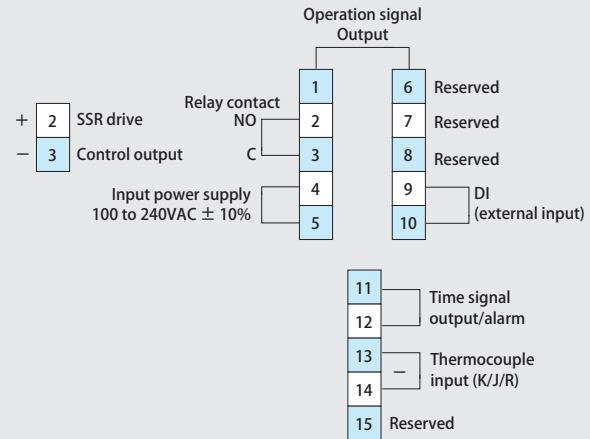 Operation signal
Output
1
6 Reserved
Relay contact
NO
2
7 Reserved
+ 2 SSR drive
− 3 Control output
C
3
8 Reserved
Input power supply
100 to 240VAC ± 10%
4
5
9
10
DI
(external input)
11
12
Time signal
output/alarm
13
14
−
Thermocouple
input (K/J/R)
15 Reserved